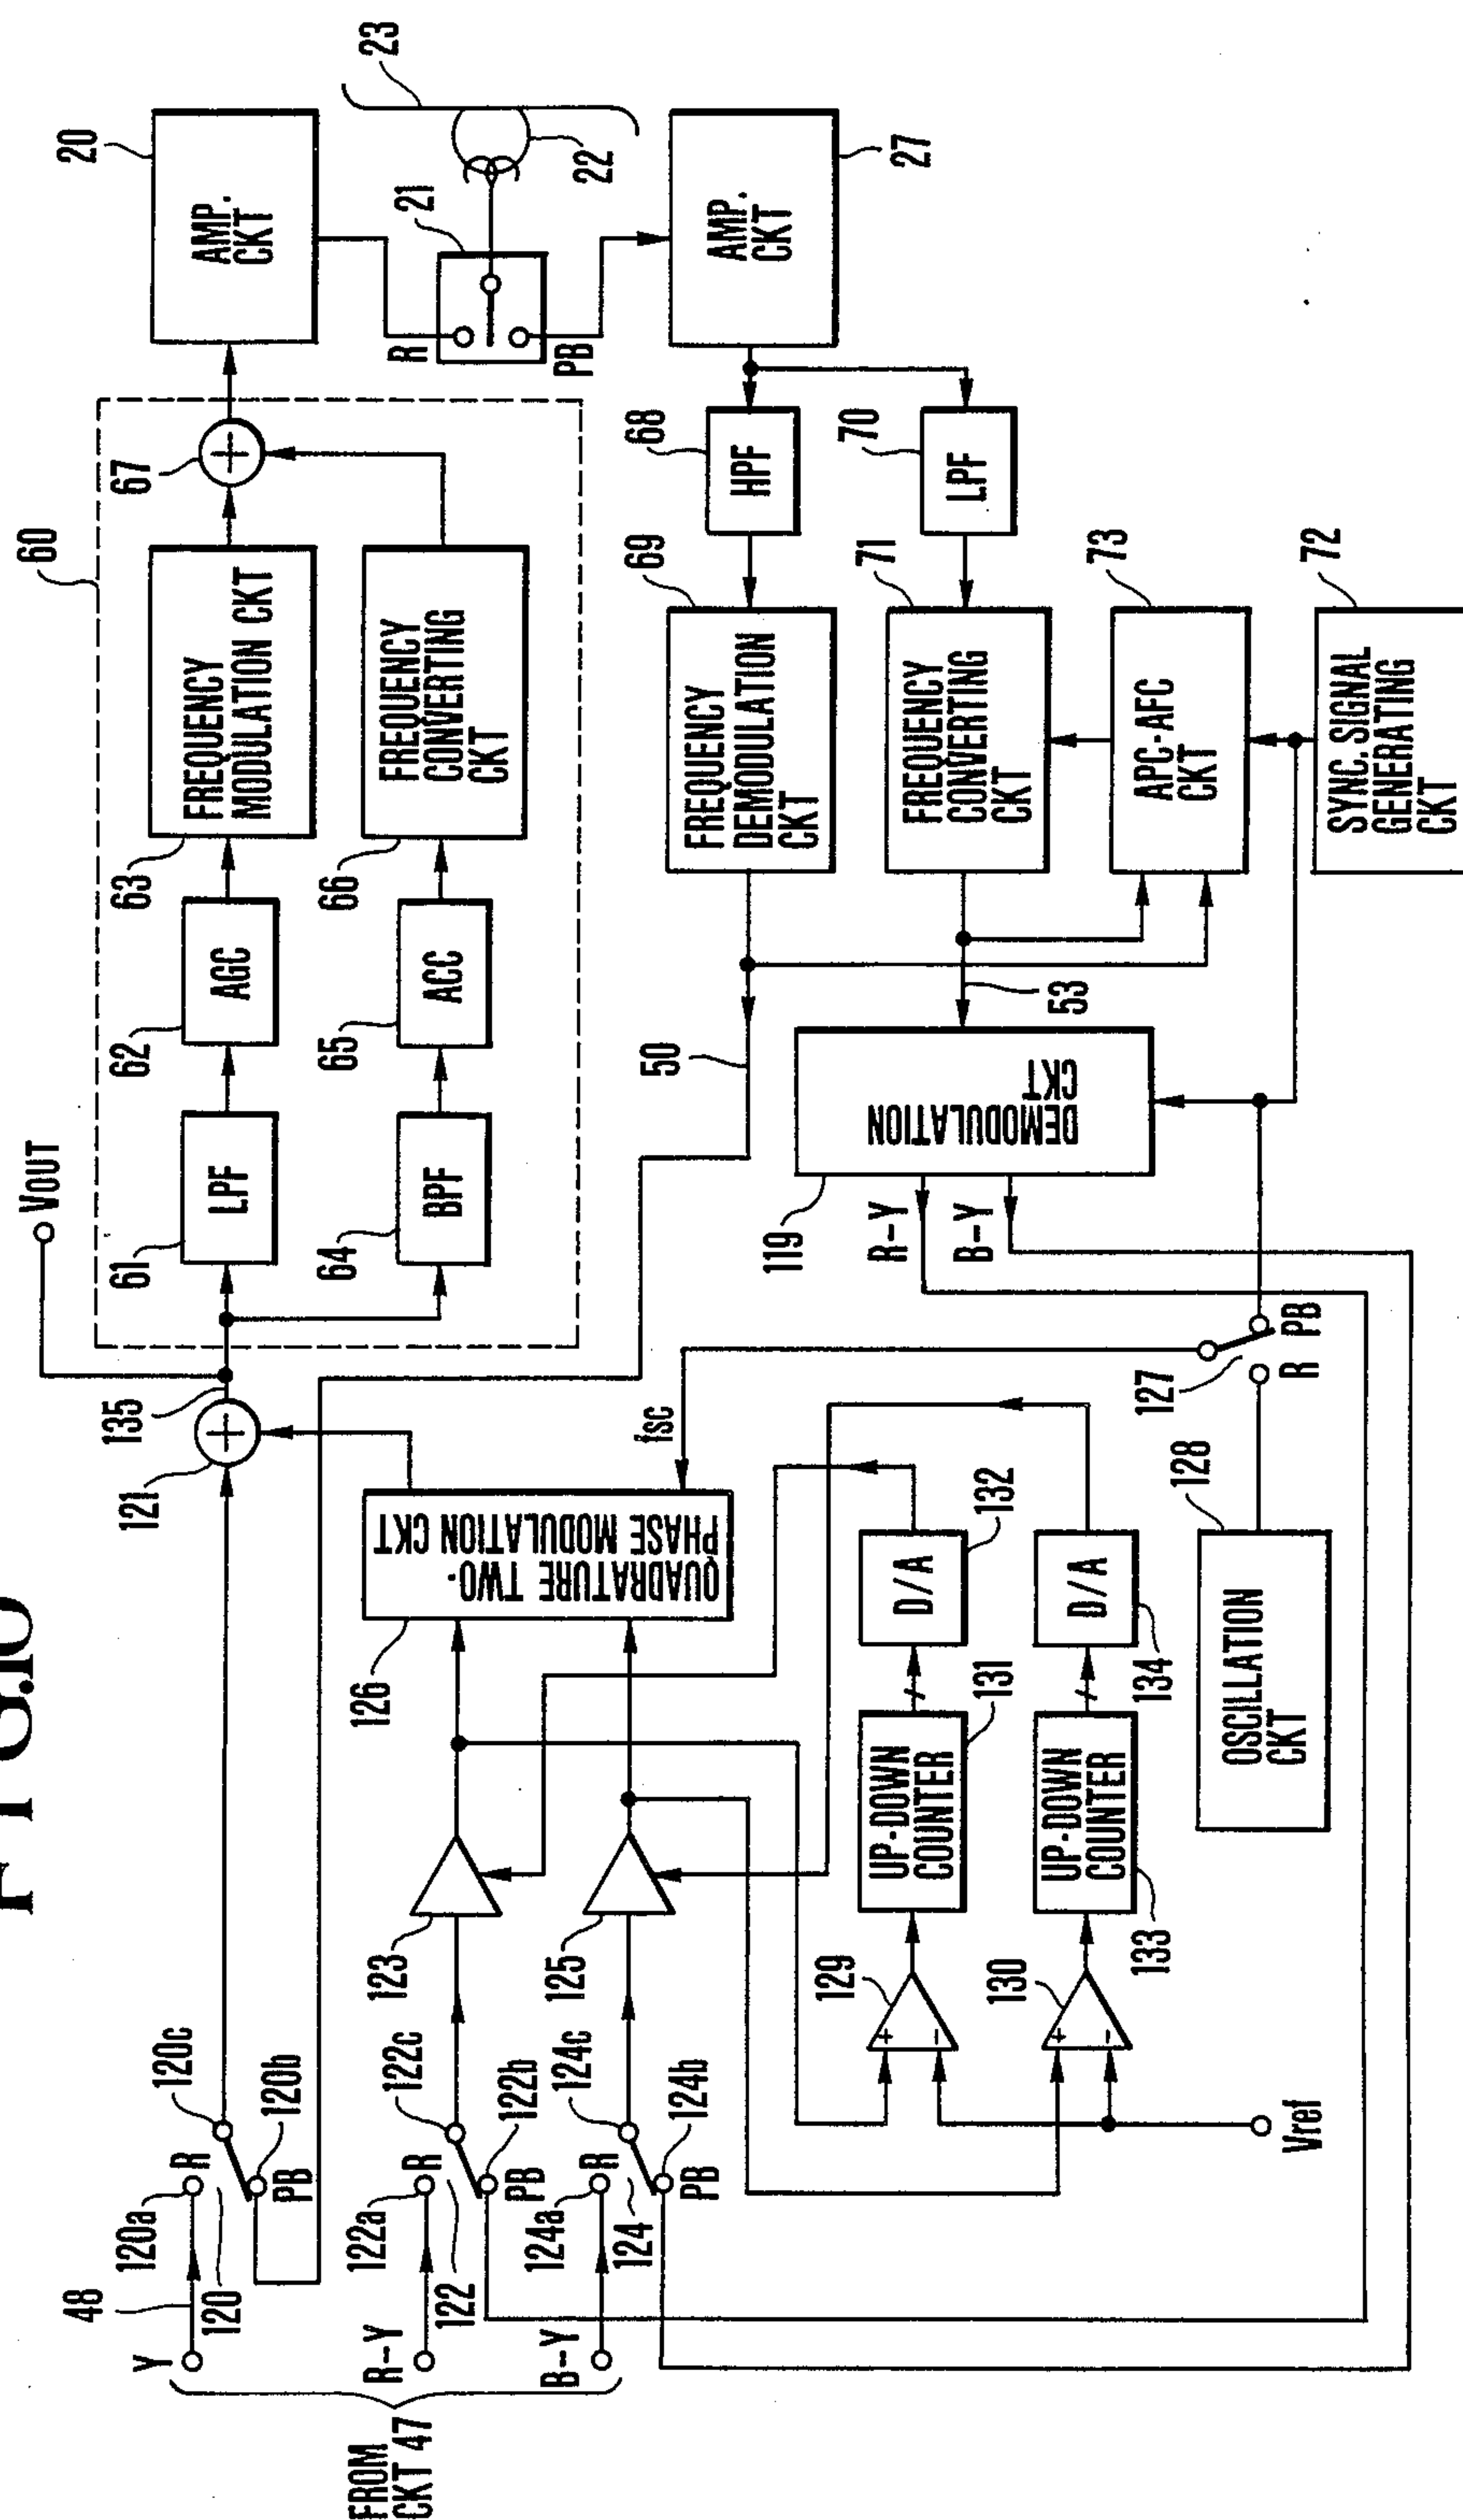 FIG.10
FROM
CKT 47
Y
R-Y
B-Y
48
120a
R
120
120c
120b
PB
122a
R
122
122c
122b
PB
124a
R
124
124c
124b
PB
123
125
126
QUADRATURE TWO-
PHASE MODULATION CKT
fsc
121
135
VOUT
60
61
LPF
62
AGC
63
FREQUENCY
MODULATION CKT
64
BPF
65
ACC
66
FREQUENCY
CONVERTING
CKT
67
20
AMP.
CKT
21
R
PB
22
23
27
AMP.
CKT
68
HPF
69
FREQUENCY
DEMODULATION
CKT
70
LPF
71
FREQUENCY
CONVERTING
CKT
73
APC-AFC
CKT
72
SYNC. SIGNAL
GENERATING
CKT
50
53
119
DEMODULATION
CKT
R-Y
B-Y
127
PB
R
128
OSCILLATION
CKT
129
+
-
130
+
-
Vref
131
UP-DOWN
COUNTER
132
D/A
133
UP-DOWN
COUNTER
134
D/A